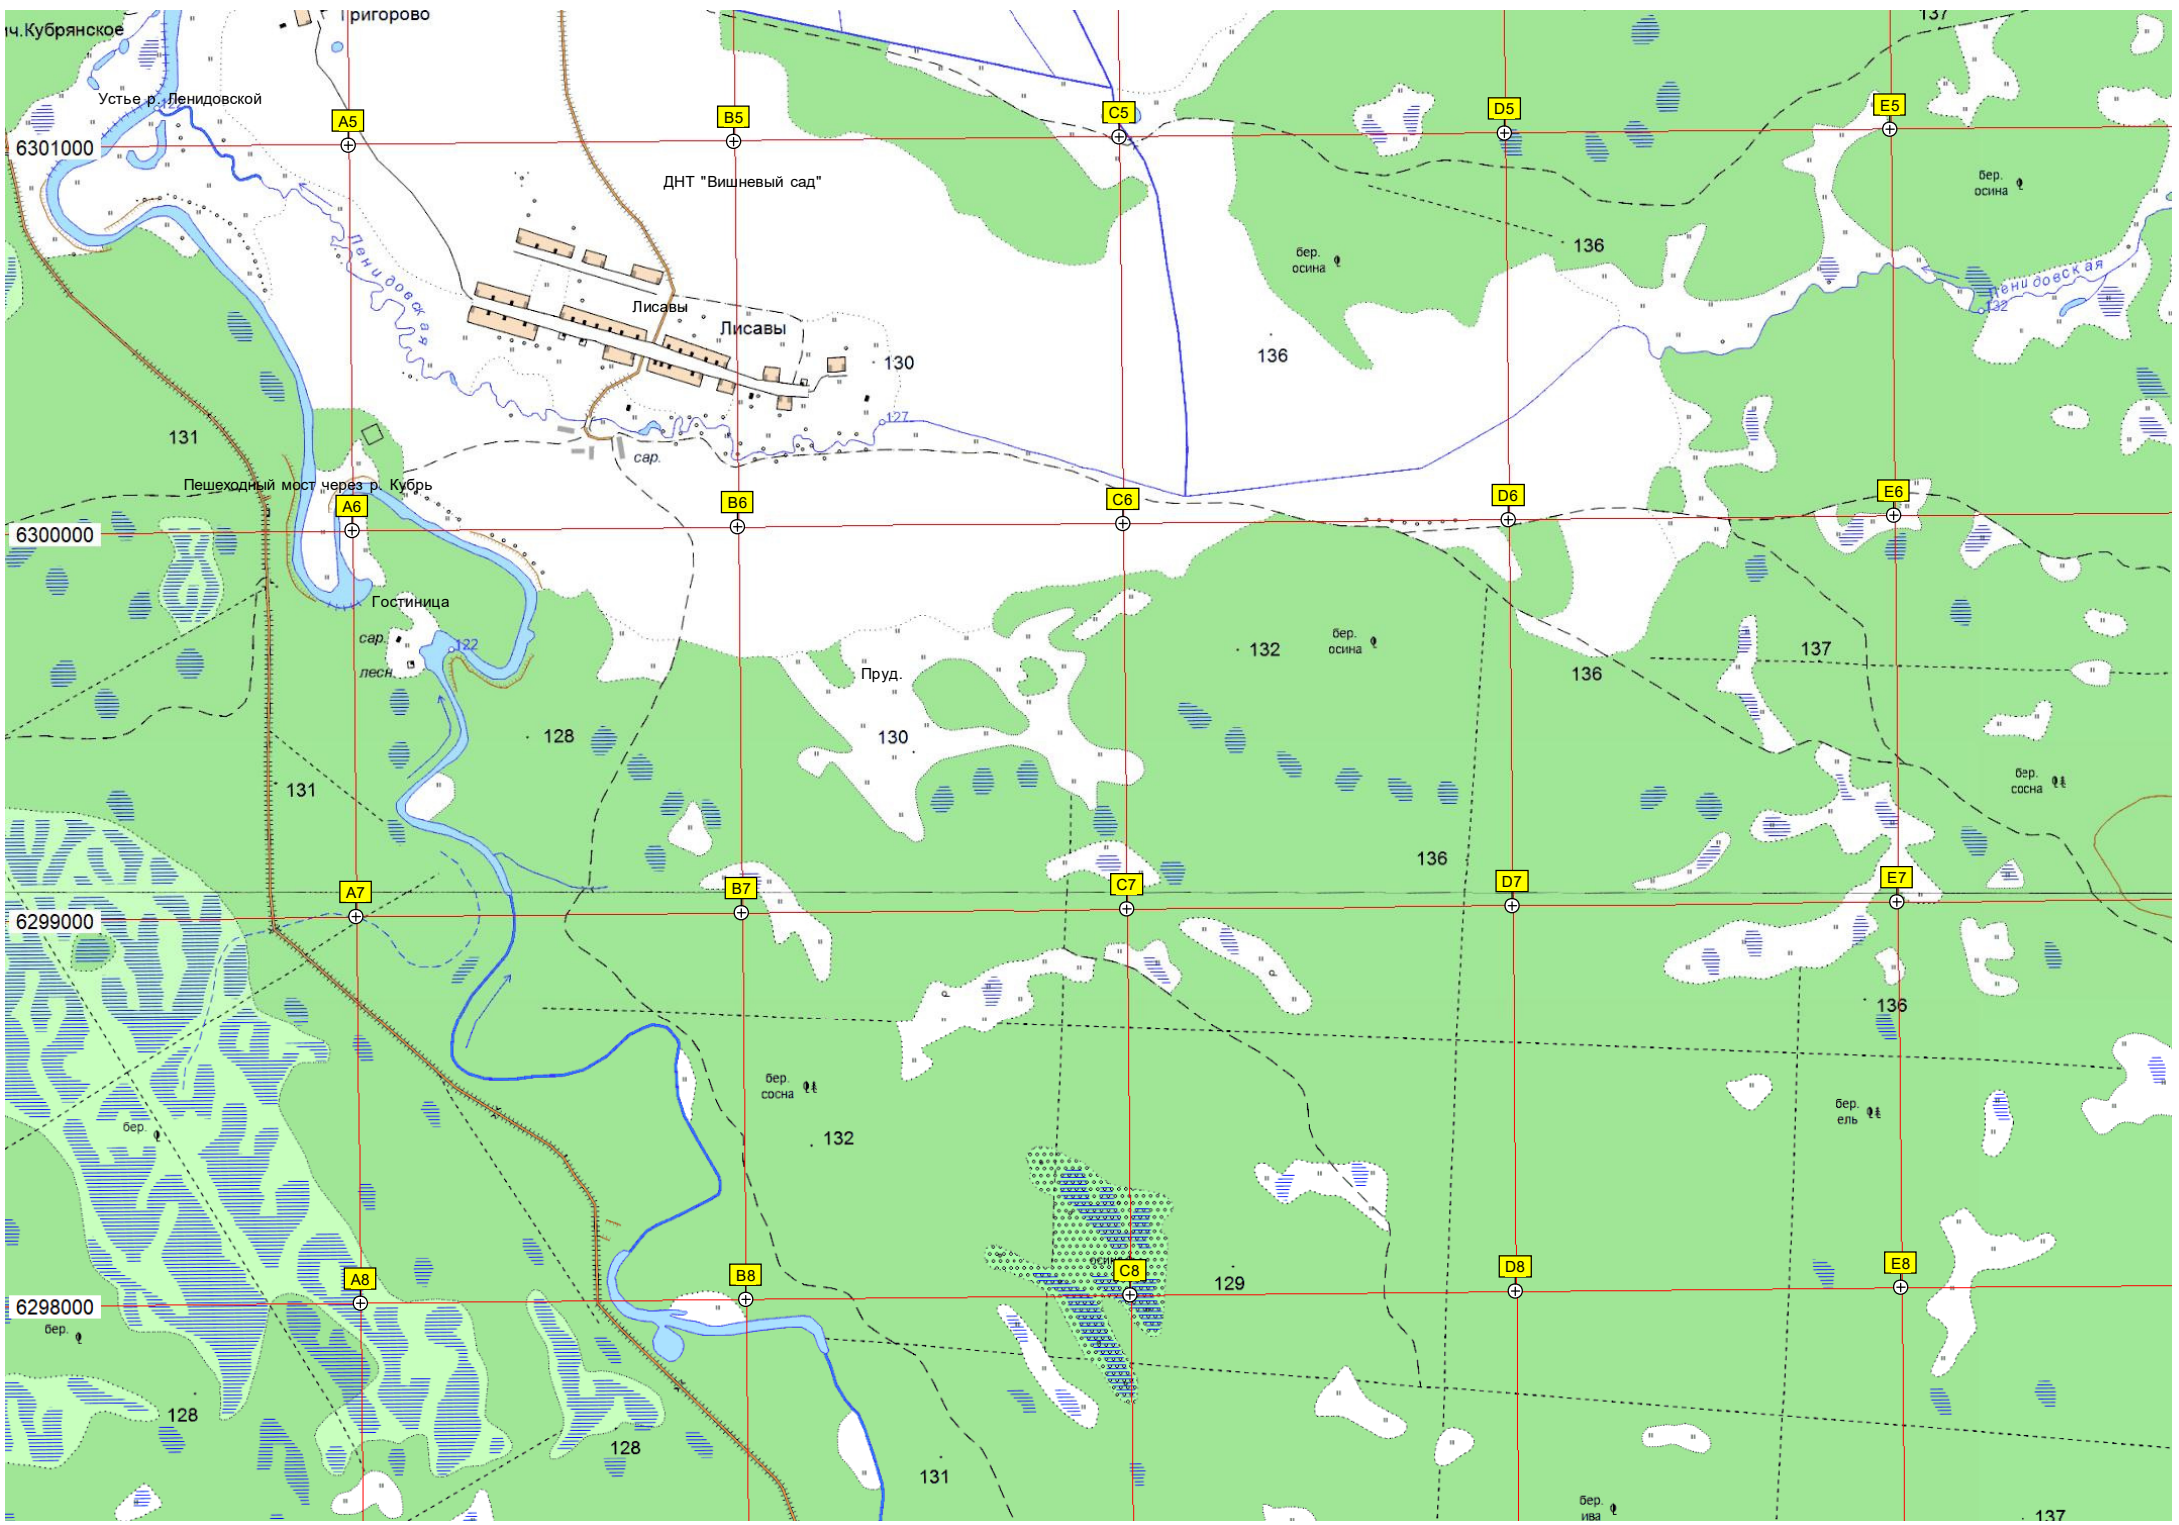 Григорово
137
ич.Кубрянское
Устье р. Ленидовской
A5
B5
C5
D5
E5
6301000
ДНТ "Вишневый сад"
бер.
осина
136
бер.
осина
Пенидовская
Пенидовская
132
Лисавы
Лисавы
130
136
127
131
сар.
Пешеходный мост через р. Кубрь
A6
B6
C6
D6
E6
6300000
Гостиница
сар.
122
лесн.
132
бер.
осина
137
136
Пруд.
128
130
131
бер.
сосна
136
A7
B7
C7
D7
E7
6299000
136
бер.
сосна
бер.
ель
бер.
132
A8
B8
C8
D8
E8
129
6298000
бер.
128
128
131
бер.
ива
137